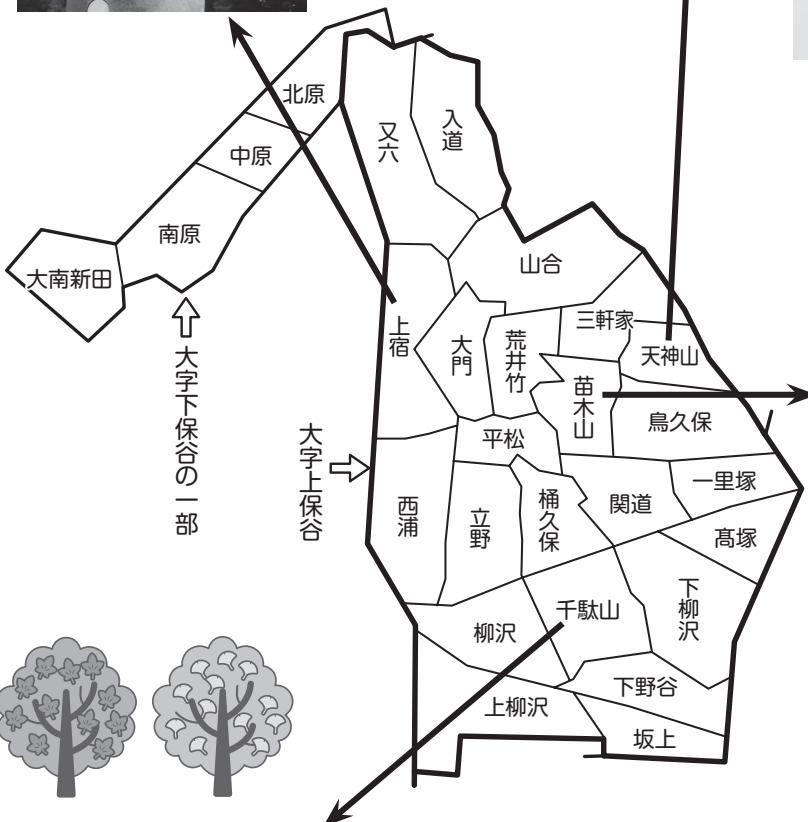 北原
中原
南原
大南新田
又六
入道
山合
上宿
大門
荒井竹
三軒家
天神山
苗木山
鳥久保
平松
西浦
立野
桶久保
関道
一里塚
髙塚
柳沢
千駄山
下柳沢
上柳沢
下野谷
坂上
大字下保谷の一部
大字上保谷